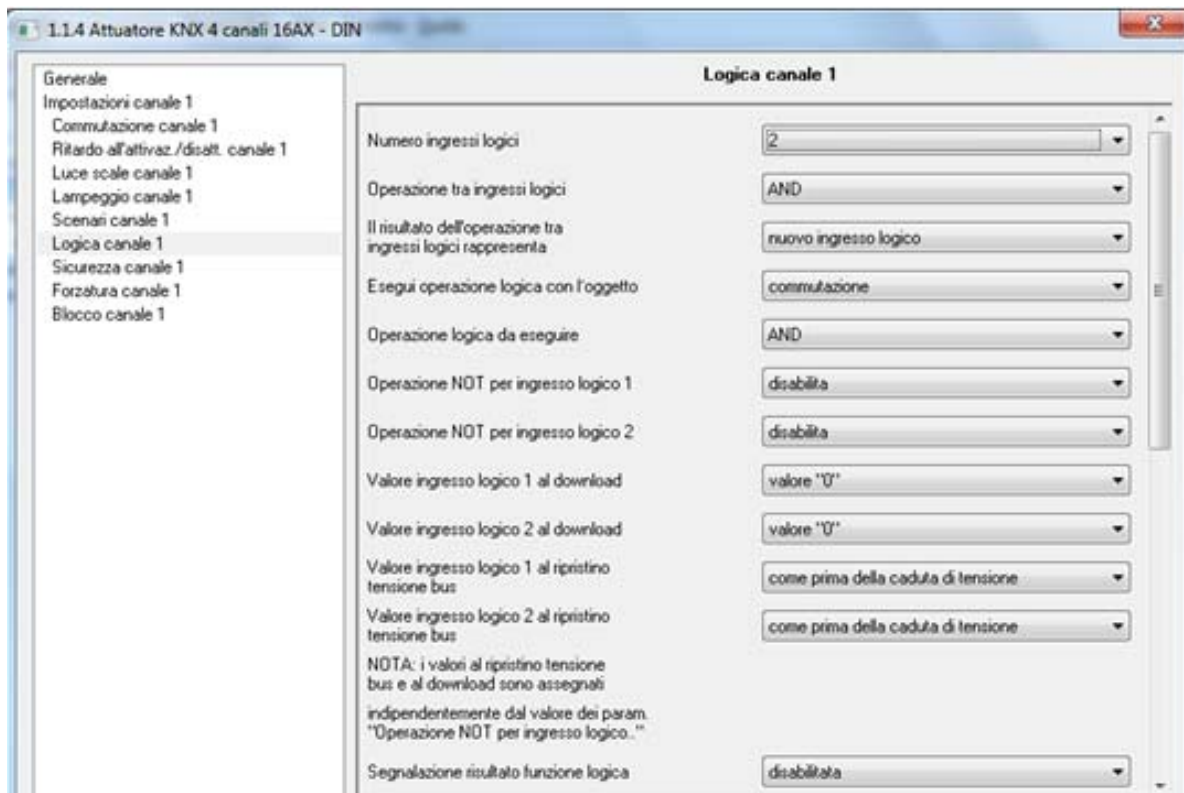 1.1.4 Attuatore KNX 4 canali 16AX - DIN
Generale
Impostazioni canale 1
Commutazione canale 1
Ritardo all'attivaz./disatt. canale 1
Luce scale canale 1
Lampeggio canale 1
Scenari canale 1
Logica canale 1
Sicurezza canale 1
Forzatura canale 1
Blocco canale 1
Logica canale 1
Numero ingressi logici
2
Operazione tra ingressi logici
AND
Il risultato dell'operazione tra
ingressi logici rappresenta
nuovo ingresso logico
Esegui operazione logica con l'oggetto
commutazione
Operazione logica da eseguire
AND
Operazione NOT per ingresso logico 1
disabilita
Operazione NOT per ingresso logico 2
disabilita
Valore ingresso logico 1 al download
valore "0"
Valore ingresso logico 2 al download
valore "0"
Valore ingresso logico 1 al ripristino
tensione bus
come prima della caduta di tensione
Valore ingresso logico 2 al ripristino
tensione bus
come prima della caduta di tensione
NOTA: i valori al ripristino tensione
bus e al download sono assegnati
indipendentemente dal valore dei param.
"Operazione NOT per ingresso logico.."
Segnalazione risultato funzione logica
disabilitata